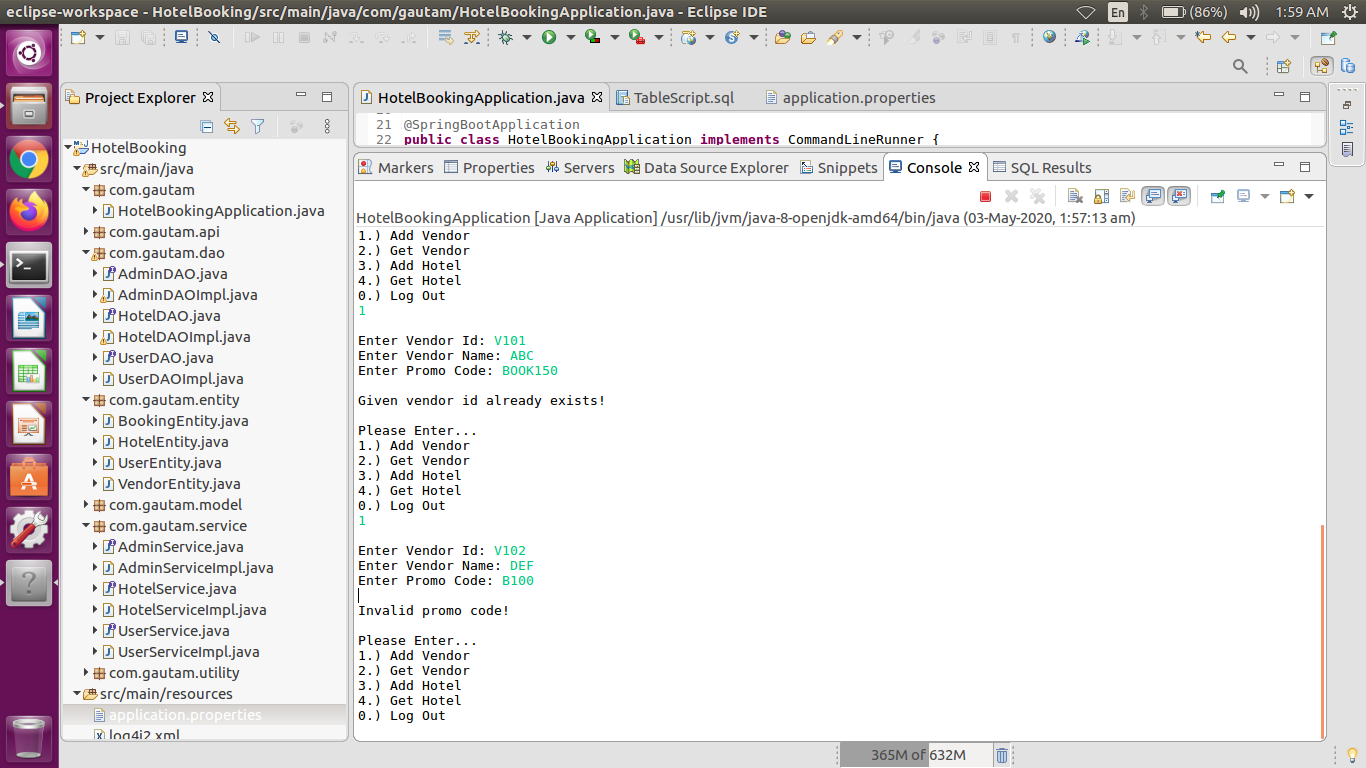 eclipse-workspace - HotelBooking/src/main/java/com/gautam/HotelBookingApplication.java - Eclipse IDE
En
(86%)
1:59 AM
Project Explorer
HotelBooking
src/main/java
com.gautam
HotelBookingApplication.java
com.gautam.api
com.gautam.dao
AdminDAO.java
AdminDAOImpl.java
HotelDAO.java
HotelDAOImpl.java
UserDAO.java
UserDAOImpl.java
com.gautam.entity
BookingEntity.java
HotelEntity.java
UserEntity.java
VendorEntity.java
com.gautam.model
com.gautam.service
AdminService.java
AdminServiceImpl.java
HotelService.java
HotelServiceImpl.java
UserService.java
UserServiceImpl.java
com.gautam.utility
src/main/resources
application.properties
log4j2.xml
HotelBookingApplication.java
TableScript.sql
application.properties
21 @SpringBootApplication
22 public class HotelBookingApplication implements CommandLineRunner {
Markers
Properties
Servers
Data Source Explorer
Snippets
Console
SQL Results
HotelBookingApplication [Java Application] /usr/lib/jvm/java-8-openjdk-amd64/bin/java (03-May-2020, 1:57:13 am)
1.) Add Vendor
2.) Get Vendor
3.) Add Hotel
4.) Get Hotel
0.) Log Out
1
Enter Vendor Id: V101
Enter Vendor Name: ABC
Enter Promo Code: BOOK150
Given vendor id already exists!
Please Enter...
1.) Add Vendor
2.) Get Vendor
3.) Add Hotel
4.) Get Hotel
0.) Log Out
1
Enter Vendor Id: V102
Enter Vendor Name: DEF
Enter Promo Code: B100
Invalid promo code!
Please Enter...
1.) Add Vendor
2.) Get Vendor
3.) Add Hotel
4.) Get Hotel
0.) Log Out
365M of 632M